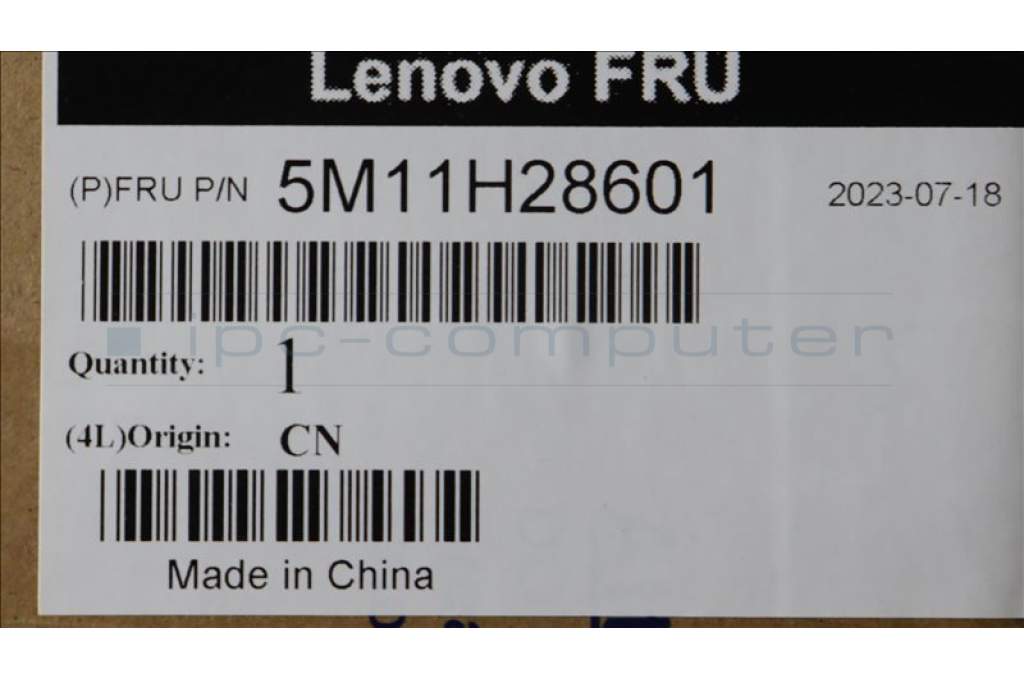 Lenovo FRU
(P)FRU P/N 5M11H28601 2023-07-18
ipc-computer
Quantity: 1
(4L)Origin: CN
Made in China